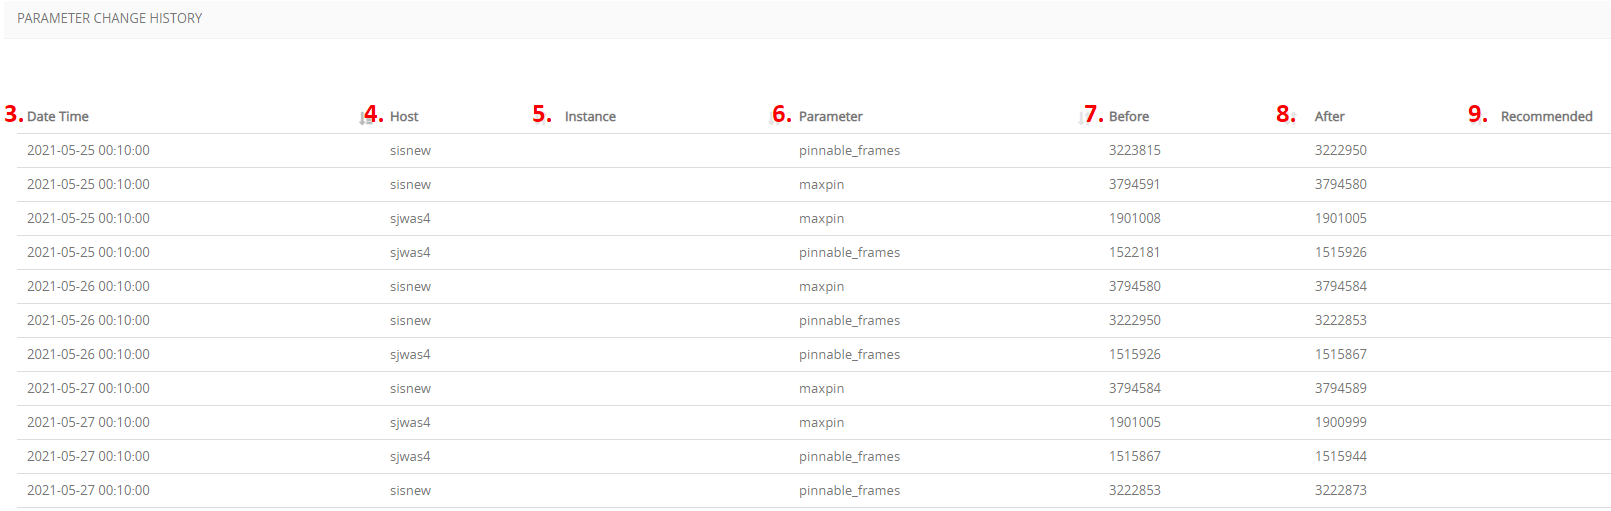 PARAMETER CHANGE HISTORY
3. Date Time 4. Host 5. Instance 6. Parameter 7. Before 8. After 9. Recommended
2021-05-25 00:10:00 sisnew pinnable_frames 3223815 3222950
2021-05-25 00:10:00 sisnew maxpin 3794591 3794580
2021-05-25 00:10:00 sjwas4 maxpin 1901008 1901005
2021-05-25 00:10:00 sjwas4 pinnable_frames 1522181 1515926
2021-05-26 00:10:00 sisnew maxpin 3794580 3794584
2021-05-26 00:10:00 sisnew pinnable_frames 3222950 3222853
2021-05-26 00:10:00 sjwas4 pinnable_frames 1515926 1515867
2021-05-27 00:10:00 sisnew maxpin 3794584 3794589
2021-05-27 00:10:00 sjwas4 maxpin 1901005 1900999
2021-05-27 00:10:00 sjwas4 pinnable_frames 1515867 1515944
2021-05-27 00:10:00 sisnew pinnable_frames 3222853 3222873